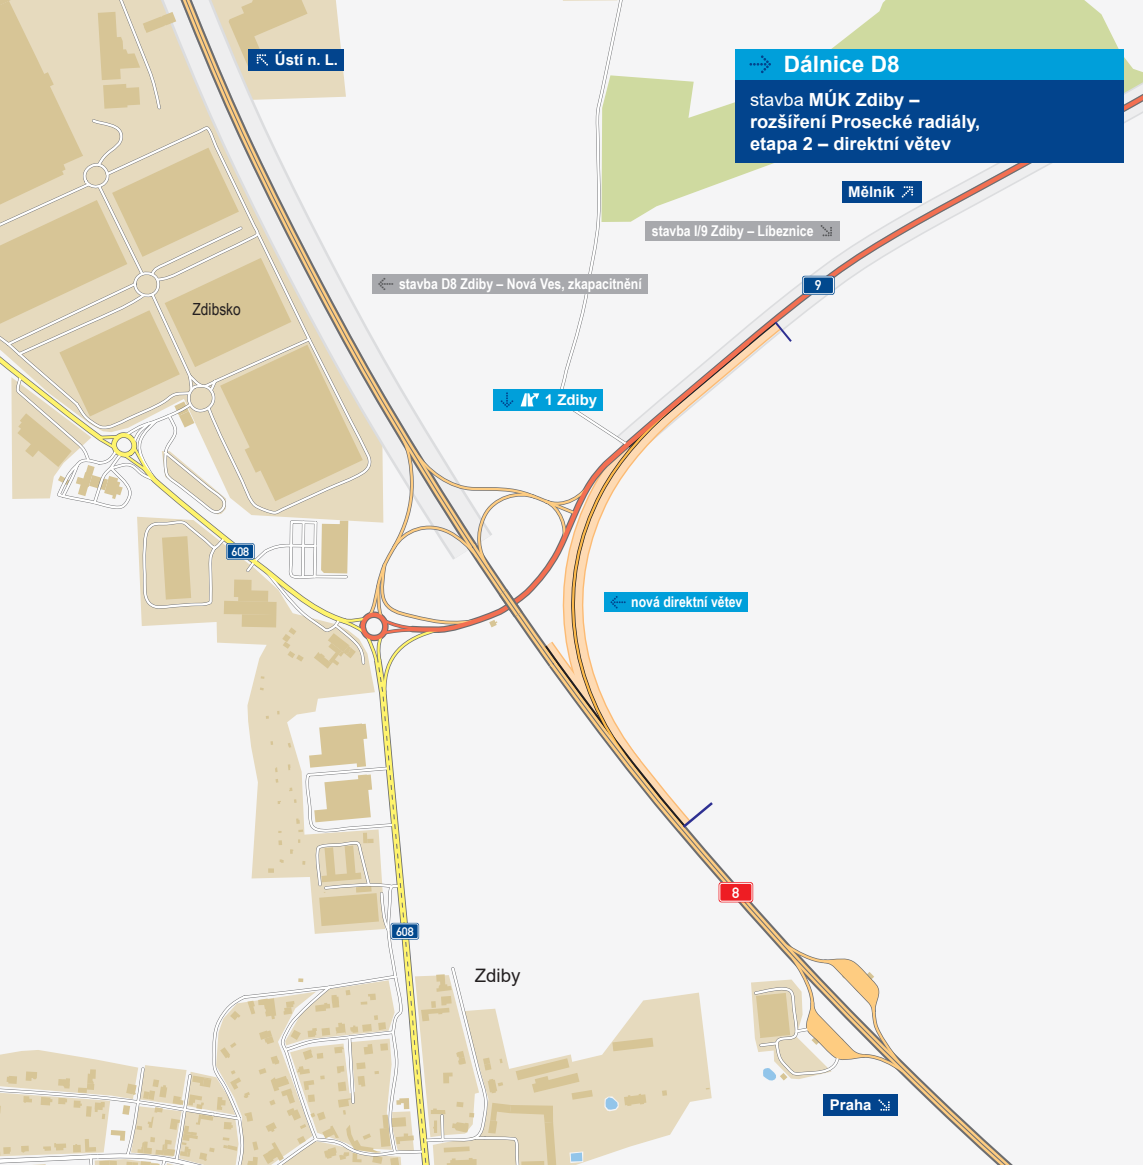 Ústí n. L.
Dálnice D8
stavba MÚK Zdiby –
rozšíření Prosecké radiály,
etapa 2 – direktní větev
Mělník
stavba I/9 Zdiby – Líbeznice
stavba D8 Zdiby – Nová Ves, zkapacitnění
9
Zdibsko
1 Zdiby
608
nová direktní větev
8
608
Zdiby
Praha